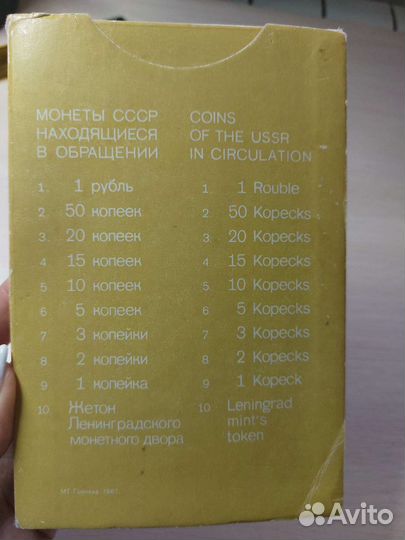 МОНЕТЫ СССР
НАХОДЯЩИЕСЯ
В ОБРАЩЕНИИ
1. 1 рубль
2 50 копеек
3. 20 копеек
4 15 копеек
5 10 копеек
6 5 копеек
7 3 копейки
8 2 копейки
9 1 копейка
10. Жетон
Ленинградского
монетного двора
COINS
OF THE USSR
IN CIRCULATION
1. 1 Rouble
2 50 Kopecks
3. 20 Kopecks
4 15 Kopecks
5 10 Kopecks
6 5 Kopecks
7 3 Kopecks
8 2 Kopecks
9 1 Kopeck
10 Leningrad
mint's
token
МТ Гознака
Avito